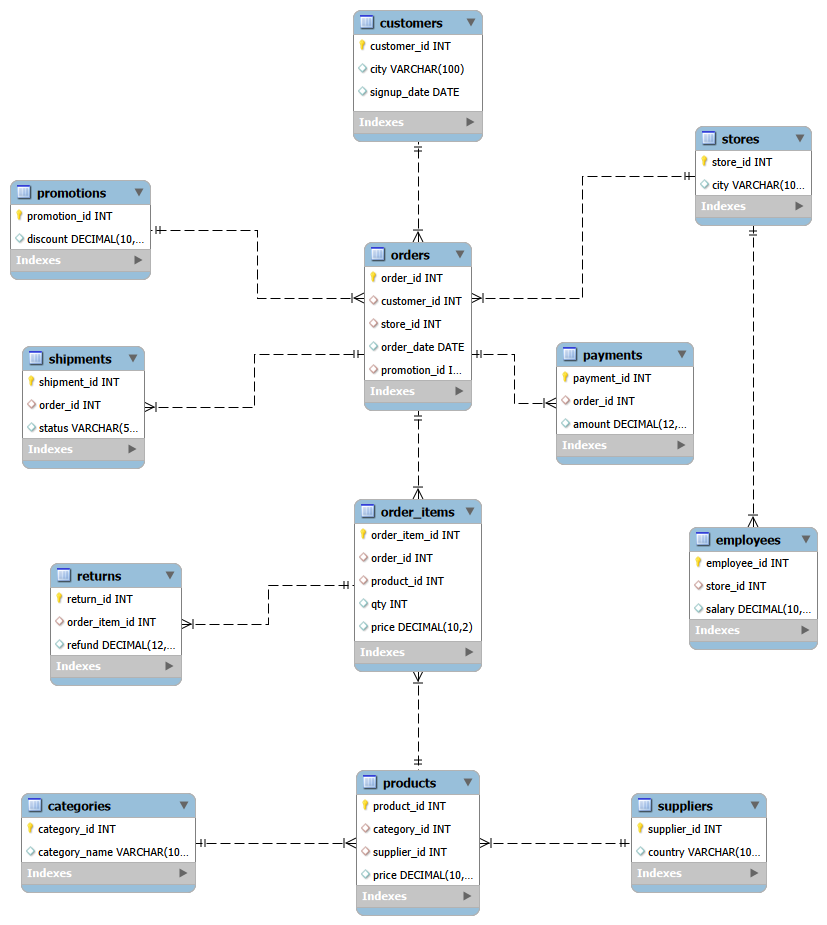 customers
customer_id INT
city VARCHAR(100)
signup_date DATE
Indexes
stores
store_id INT
city VARCHAR(10...
Indexes
promotions
promotion_id INT
discount DECIMAL(10,...
Indexes
orders
order_id INT
customer_id INT
store_id INT
order_date DATE
promotion_id I...
Indexes
shipments
shipment_id INT
order_id INT
status VARCHAR(5...
Indexes
payments
payment_id INT
order_id INT
amount DECIMAL(12,...
Indexes
order_items
order_item_id INT
order_id INT
product_id INT
qty INT
price DECIMAL(10,2)
Indexes
employees
employee_id INT
store_id INT
salary DECIMAL(10,...
Indexes
returns
return_id INT
order_item_id INT
refund DECIMAL(12,...
Indexes
categories
category_id INT
category_name VARCHAR(10...
Indexes
products
product_id INT
category_id INT
supplier_id INT
price DECIMAL(10,...
Indexes
suppliers
supplier_id INT
country VARCHAR(10...
Indexes